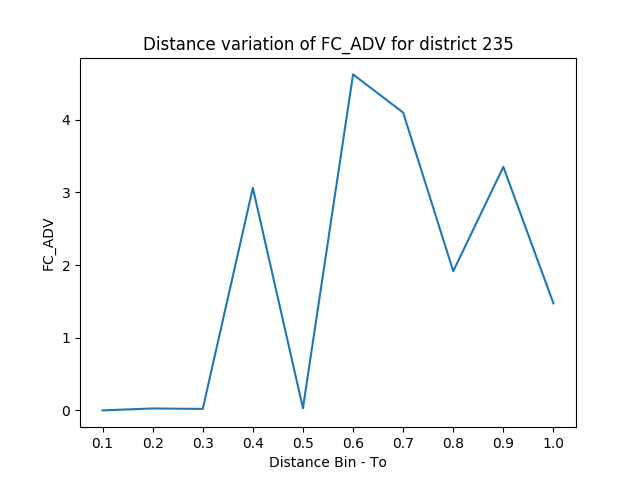 Distance variation of FC_ADV for district 235
FC_ADV
4
3
2
1
0
0.1 0.2 0.3 0.4 0.5 0.6 0.7 0.8 0.9 1.0
Distance Bin - To